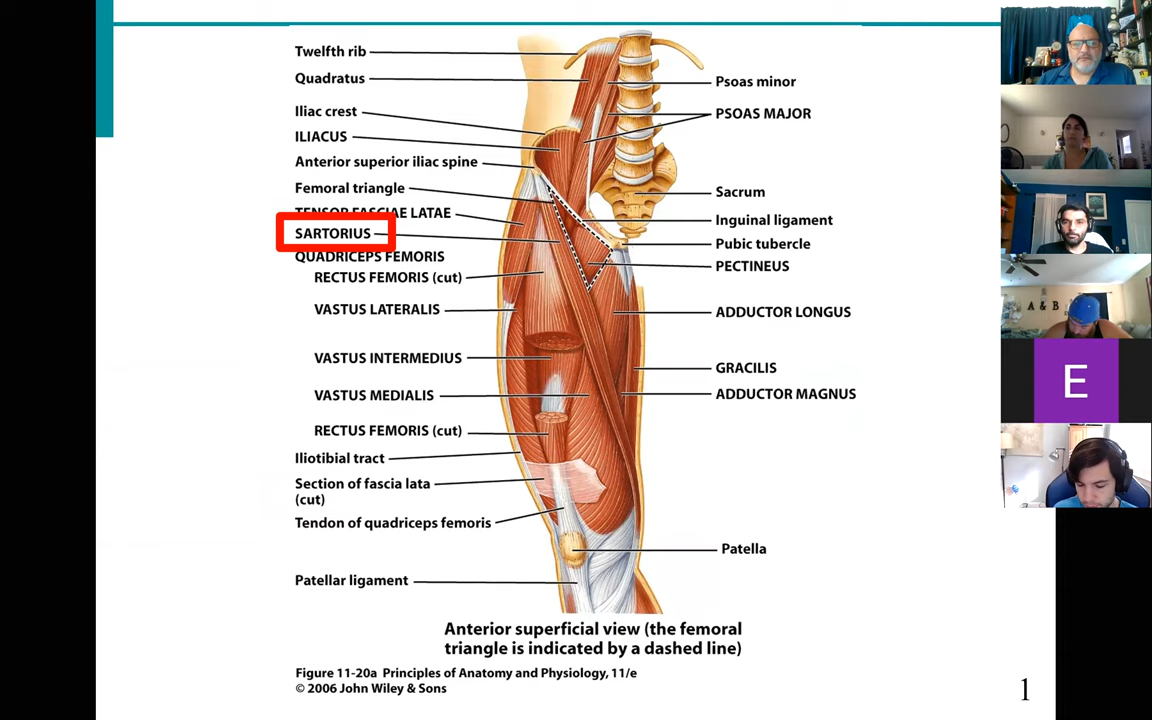 Twelfth rib
Quadratus
Iliac crest
ILIACUS
Anterior superior iliac spine
Femoral triangle
TENSOR FASCIAE LATAE
SARTORIUS
QUADRICEPS FEMORIS
RECTUS FEMORIS (cut)
VASTUS LATERALIS
VASTUS INTERMEDIUS
VASTUS MEDIALIS
RECTUS FEMORIS (cut)
Iliotibial tract
Section of fascia lata
(cut)
Tendon of quadriceps femoris
Patellar ligament
Psoas minor
PSOAS MAJOR
Sacrum
Inguinal ligament
Pubic tubercle
PECTINEUS
ADDUCTOR LONGUS
GRACILIS
ADDUCTOR MAGNUS
Patella
Anterior superficial view (the femoral
triangle is indicated by a dashed line)
Figure 11-20a Principles of Anatomy and Physiology, 11/e
© 2006 John Wiley & Sons
1
A & B
E